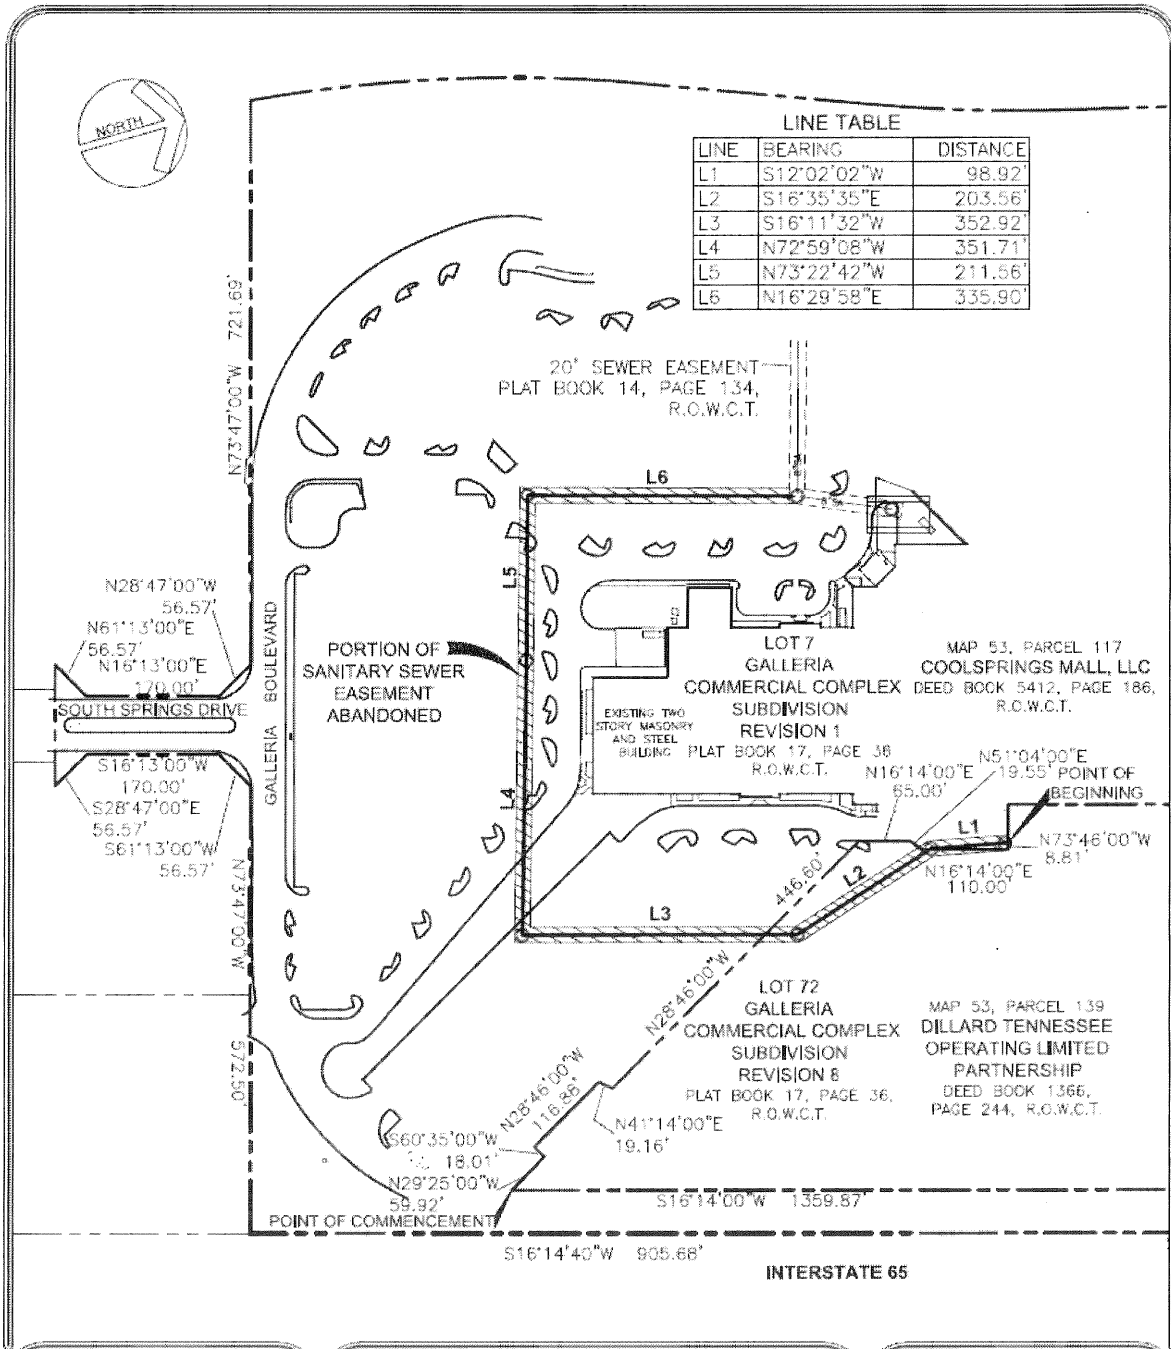 NORTH
LINE TABLE
LINE BEARING DISTANCE
L1 S12°02'02"W 98.92'
L2 S16°35'35"E 203.56'
L3 S16°11'32"W 352.92'
L4 N72°59'08"W 351.71'
L5 N73°22'42"W 211.56'
L6 N16°29'58"E 335.90'
N73°47'00"W 721.69'
20' SEWER EASEMENT
PLAT BOOK 14, PAGE 134,
R.O.W.C.T.
L6
L5
N28°47'00"W
56.57'
N61°13'00"E
56.57'
N16°13'00"E
170.00'
SOUTH SPRINGS DRIVE
S16°13'00"W
170.00'
S28°47'00"E
56.57'
S61°13'00"W
56.57'
GALLERIA BOULEVARD
PORTION OF
SANITARY SEWER
EASEMENT
ABANDONED
LOT 7
GALLERIA
COMMERCIAL COMPLEX
SUBDIVISION
REVISION 1
PLAT BOOK 17, PAGE 36
R.O.W.C.T.
EXISTING TWO
STORY MASONRY
AND STEEL
BUILDING
MAP 53, PARCEL 117
COOLSPRINGS MALL, LLC
DEED BOOK 5412, PAGE 186,
R.O.W.C.T.
N51°04'00"E
19.55'
N16°14'00"E
65.00'
POINT OF
BEGINNING
L4
L1
N73°46'00"W
8.81'
N16°14'00"E
110.00'
L2
446.60'
L3
N73°47'00"W
572.50'
N28°46'00"W
LOT 72
GALLERIA
COMMERCIAL COMPLEX
SUBDIVISION
REVISION 8
PLAT BOOK 17, PAGE 36,
R.O.W.C.T.
MAP 53, PARCEL 139
DILLARD TENNESSEE
OPERATING LIMITED
PARTNERSHIP
DEED BOOK 1366,
PAGE 244, R.O.W.C.T.
N28°46'00"W
116.86'
N41°14'00"E
19.16'
S60°35'00"W
18.01'
N29°25'00"W
59.92'
POINT OF COMMENCEMENT
S16°14'00"W 1359.87'
S16°14'40"W 905.68'
INTERSTATE 65